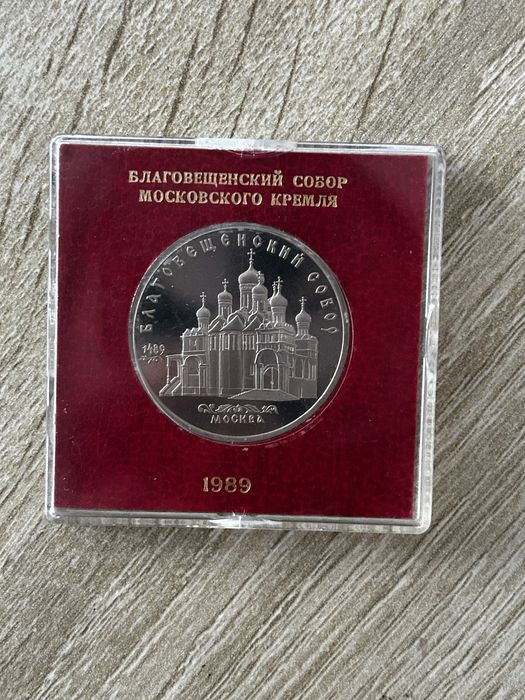 БЛАГОВЕЩЕНСКИЙ СОБОР
МОСКОВСКОГО КРЕМЛЯ
БЛАГОВЕЩЕНСКИЙ СОБОР
1489
МОСКВА
1989